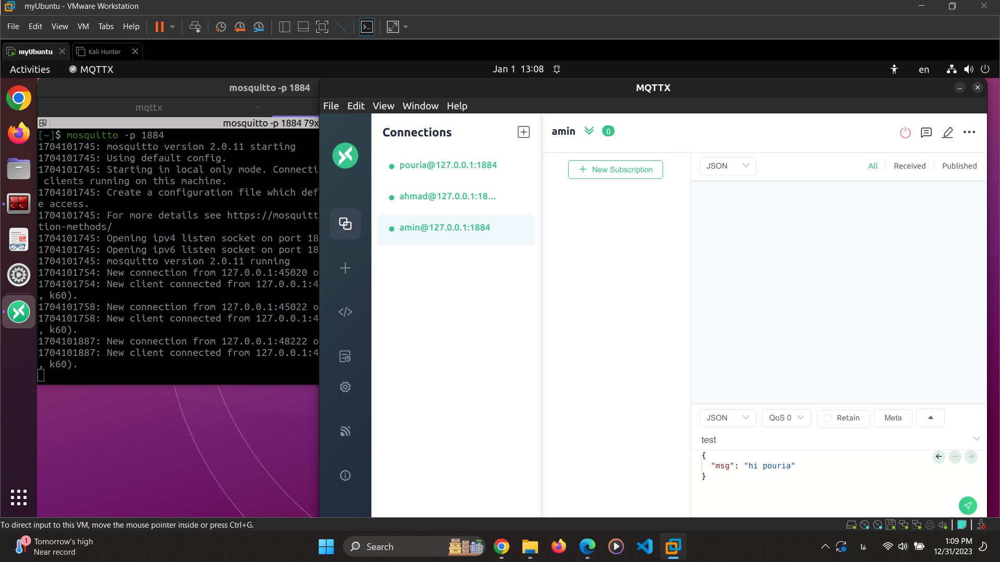 myUbuntu - VMware Workstation
File Edit View VM Tabs Help
myUbuntu
Kali Hunter
Activities
MQTTX
Jan 1 13:08
en
mosquitto -p 1884
mqttx
mosquitto -p 1884 79x
[~]$ mosquitto -p 1884
1704101745: mosquitto version 2.0.11 starting
1704101745: Using default config.
1704101745: Starting in local only mode. Connecti
clients running on this machine.
1704101745: Create a configuration file which def
e access.
1704101745: For more details see https://mosquitt
tion-methods/
1704101745: Opening ipv4 listen socket on port 18
1704101745: Opening ipv6 listen socket on port 18
1704101745: mosquitto version 2.0.11 running
1704101754: New connection from 127.0.0.1:45020 o
1704101754: New client connected from 127.0.0.1:4
, k60).
1704101758: New connection from 127.0.0.1:45022 o
1704101758: New client connected from 127.0.0.1:4
, k60).
1704101887: New connection from 127.0.0.1:48222 o
1704101887: New client connected from 127.0.0.1:4
, k60).
MQTTX
File Edit View Window Help
Connections
pouria@127.0.0.1:1884
ahmad@127.0.0.1:18...
amin@127.0.0.1:1884
amin 0
+ New Subscription
JSON
All Received Published
JSON QoS 0 Retain Meta
test
{
"msg": "hi pouria"
}
To direct input to this VM, move the mouse pointer inside or press Ctrl+G.
1
Tomorrow's high
Near record
Search
فا
1:09 PM
12/31/2023